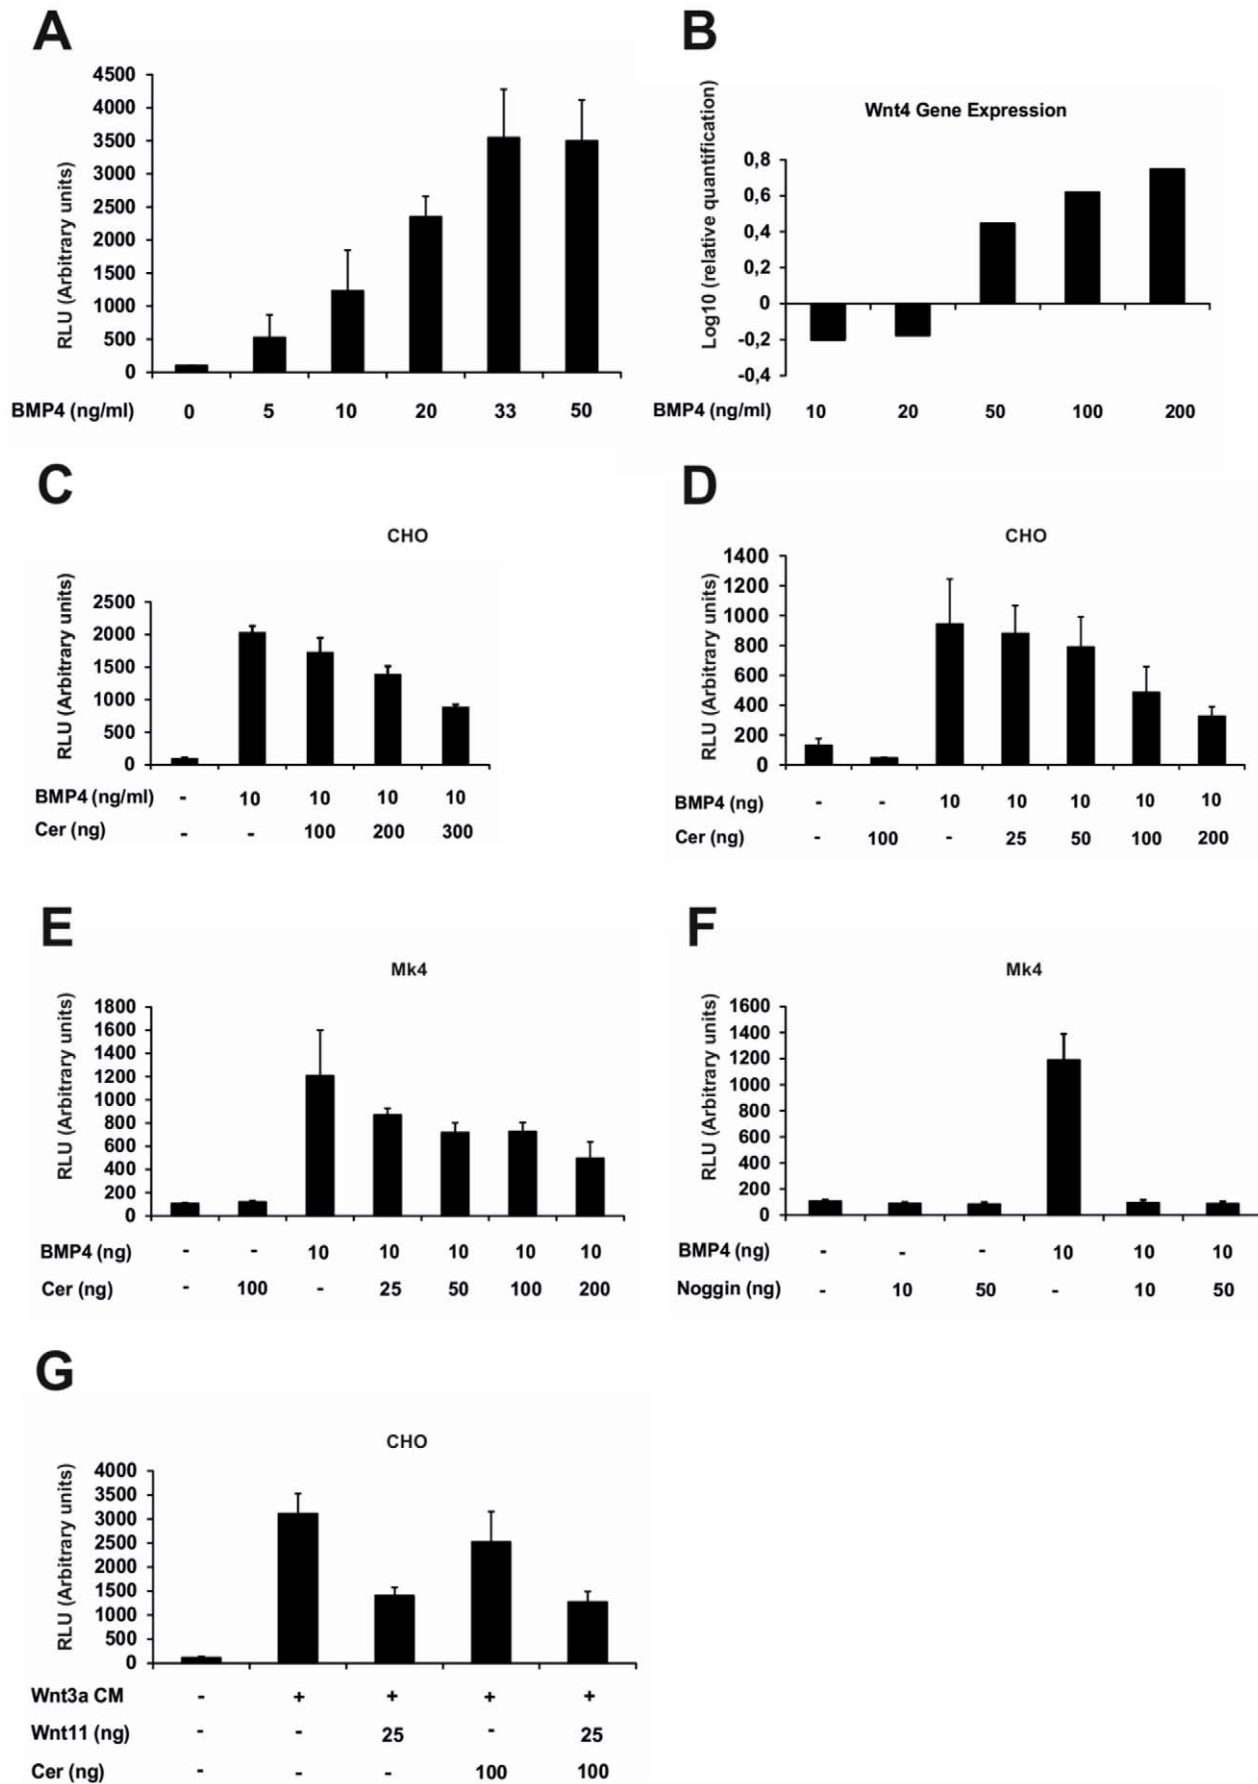 A
RLU (Arbitrary units)
4500
4000
3500
3000
2500
2000
1500
1000
500
0
BMP4 (ng/ml) 0 5 10 20 33 50
B
Wnt4 Gene Expression
Log10 (relative quantification)
0,8
0,6
0,4
0,2
0
-0,2
-0,4
BMP4 (ng/ml) 10 20 50 100 200
C
CHO
RLU (Arbitrary units)
2500
2000
1500
1000
500
0
BMP4 (ng/ml) - 10 10 10 10
Cer (ng) - - 100 200 300
D
CHO
RLU (Arbitrary units)
1400
1200
1000
800
600
400
200
0
BMP4 (ng) - - 10 10 10 10 10
Cer (ng) - 100 - 25 50 100 200
E
Mk4
RLU (Arbitrary units)
1800
1600
1400
1200
1000
800
600
400
200
0
BMP4 (ng) - - 10 10 10 10 10
Cer (ng) - 100 - 25 50 100 200
F
Mk4
RLU (Arbitrary units)
1600
1400
1200
1000
800
600
400
200
0
BMP4 (ng) - - - 10 10 10
Noggin (ng) - 10 50 - 10 50
G
CHO
RLU (Arbitrary units)
4000
3500
3000
2500
2000
1500
1000
500
0
Wnt3a CM - + + + +
Wnt11 (ng) - - 25 - 25
Cer (ng) - - - 100 100